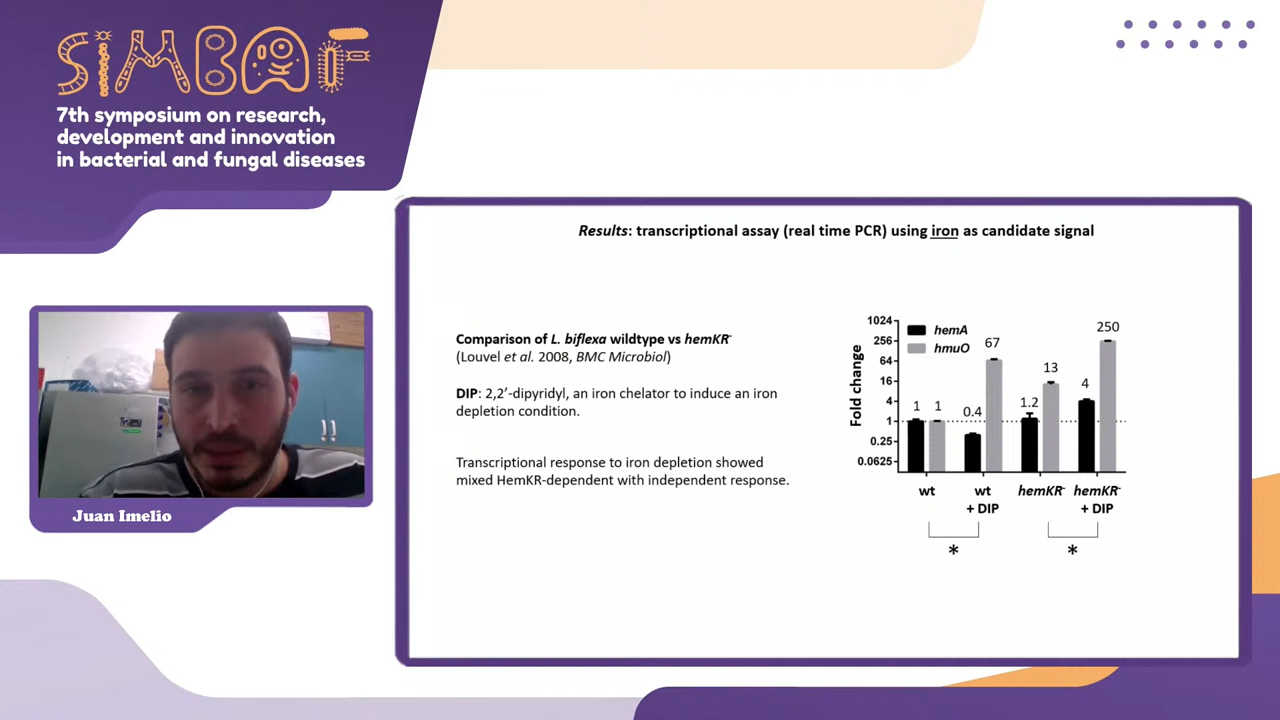 SIMBAF
7th symposium on research,
development and innovation
in bacterial and fungal diseases
Juan Imelio
Results: transcriptional assay (real time PCR) using iron as candidate signal
Comparison of L. biflexa wildtype vs hemKR-
(Louvel et al. 2008, BMC Microbiol)
DIP: 2,2’-dipyridyl, an iron chelator to induce an iron
depletion condition.
Transcriptional response to iron depletion showed
mixed HemKR-dependent with independent response.
Fold change
1024
256
64
16
4
1
0.25
0.0625
hemA
hmuO
1
1
0.4
67
1.2
13
4
250
wt
wt
+ DIP
hemKR-
hemKR-
+ DIP
*
*